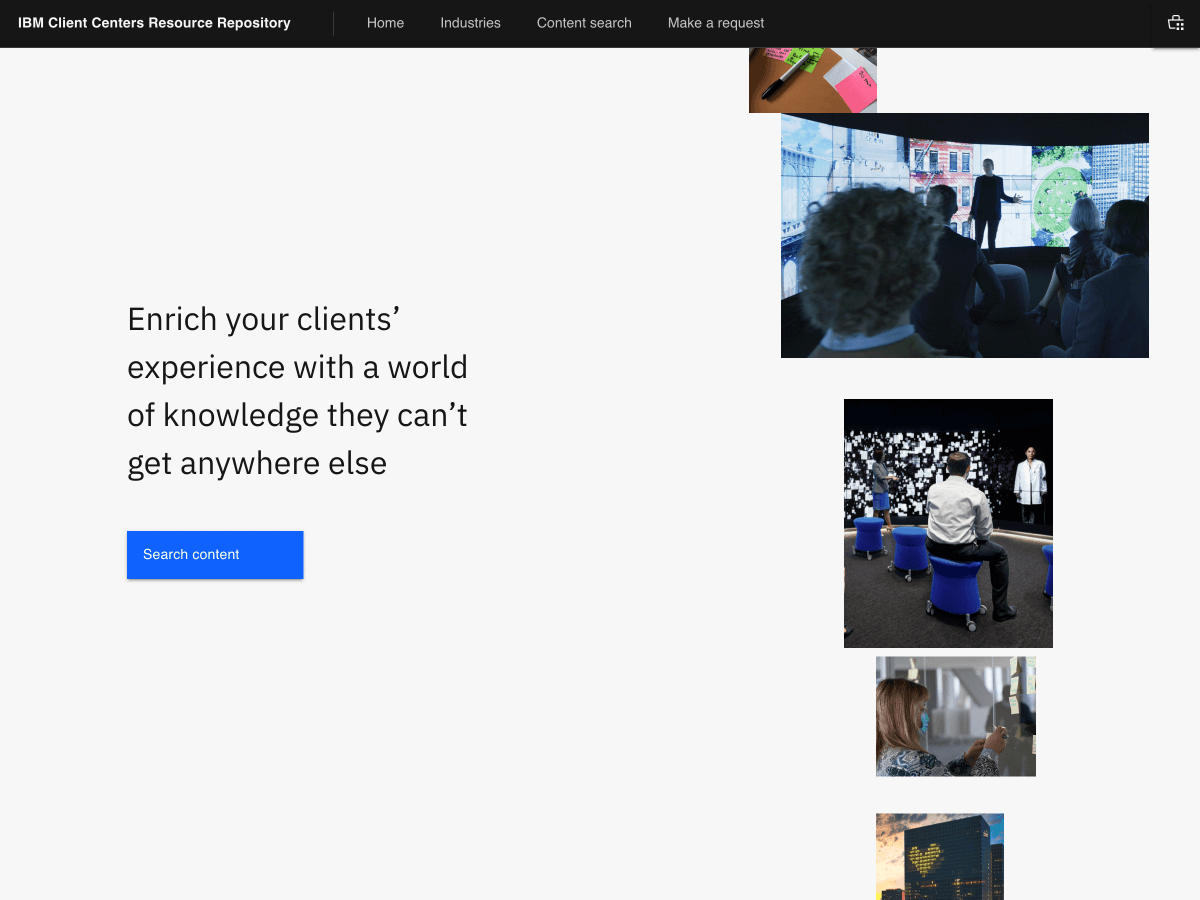 IBM Client Centers Resource Repository
Home
Industries
Content search
Make a request
Enrich your clients’
experience with a world
of knowledge they can’t
get anywhere else
Search content